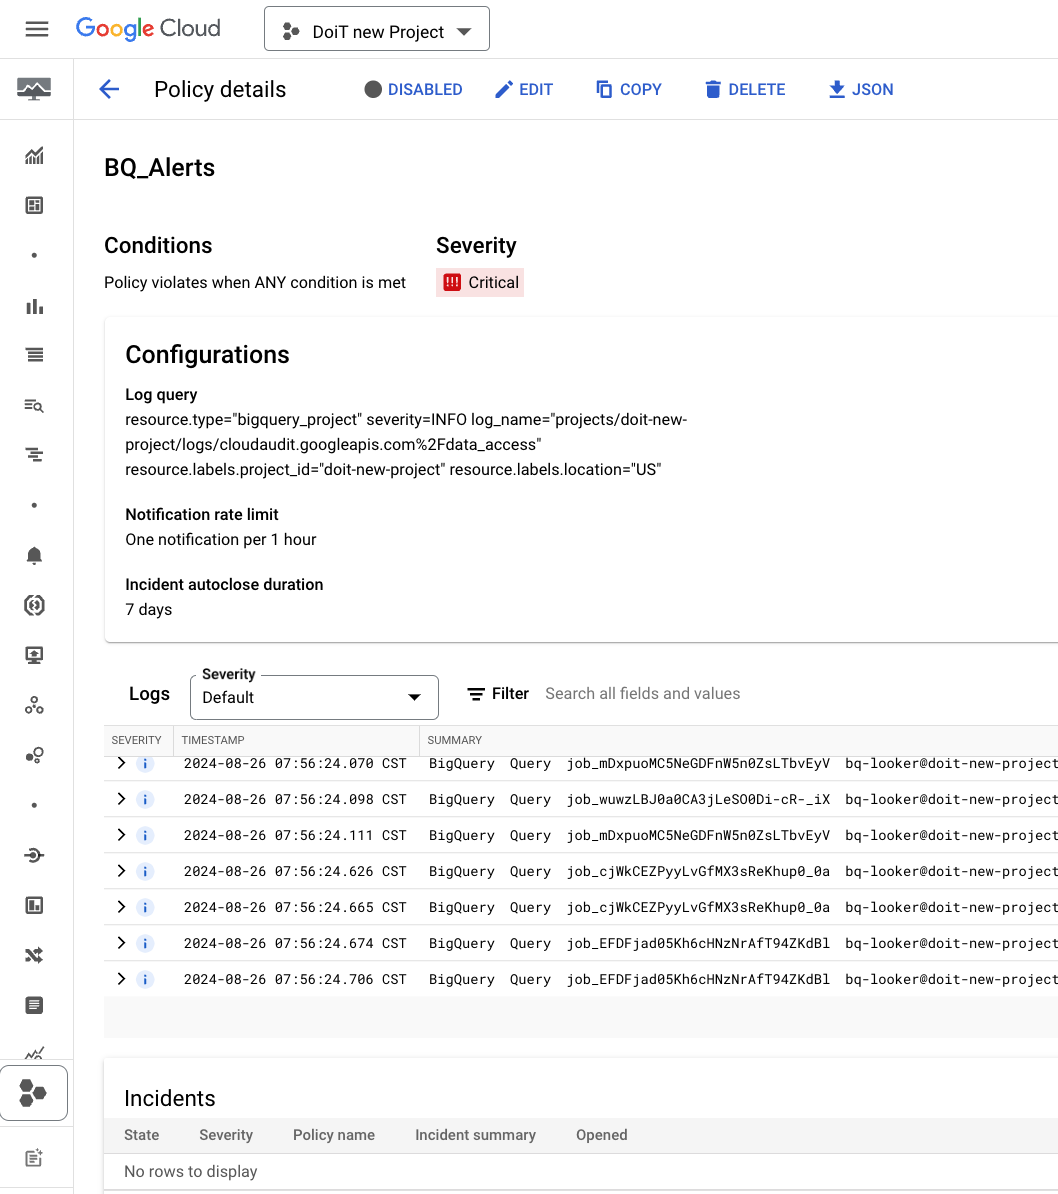 Google Cloud
DoiT new Project
Policy details
DISABLED
EDIT
COPY
DELETE
JSON
BQ_Alerts
Conditions
Severity
Policy violates when ANY condition is met
Critical
Configurations
Log query
resource.type="bigquery_project" severity=INFO log_name="projects/doit-new-
project/logs/cloudaudit.googleapis.com%2Fdata_access"
resource.labels.project_id="doit-new-project" resource.labels.location="US"
Notification rate limit
One notification per 1 hour
Incident autoclose duration
7 days
Logs
Severity
Default
Filter
Search all fields and values
SEVERITY TIMESTAMP SUMMARY
2024-08-26 07:56:24.070 CST BigQuery Query job_mDxpuoMC5NeGDFnW5n0ZsLTbvEyV bq-looker@doit-new-project
2024-08-26 07:56:24.098 CST BigQuery Query job_wuwzLBJ0a0CA3jLeSO0Di-cR-_iX bq-looker@doit-new-project
2024-08-26 07:56:24.111 CST BigQuery Query job_mDxpuoMC5NeGDFnW5n0ZsLTbvEyV bq-looker@doit-new-project
2024-08-26 07:56:24.626 CST BigQuery Query job_cjWkCEZPyyLvGfMX3sReKhup0_0a bq-looker@doit-new-project
2024-08-26 07:56:24.665 CST BigQuery Query job_cjWkCEZPyyLvGfMX3sReKhup0_0a bq-looker@doit-new-project
2024-08-26 07:56:24.674 CST BigQuery Query job_EFDFjad05Kh6cHNzNrAfT94ZKdBl bq-looker@doit-new-project
2024-08-26 07:56:24.706 CST BigQuery Query job_EFDFjad05Kh6cHNzNrAfT94ZKdBl bq-looker@doit-new-project
Incidents
State Severity Policy name Incident summary Opened
No rows to display